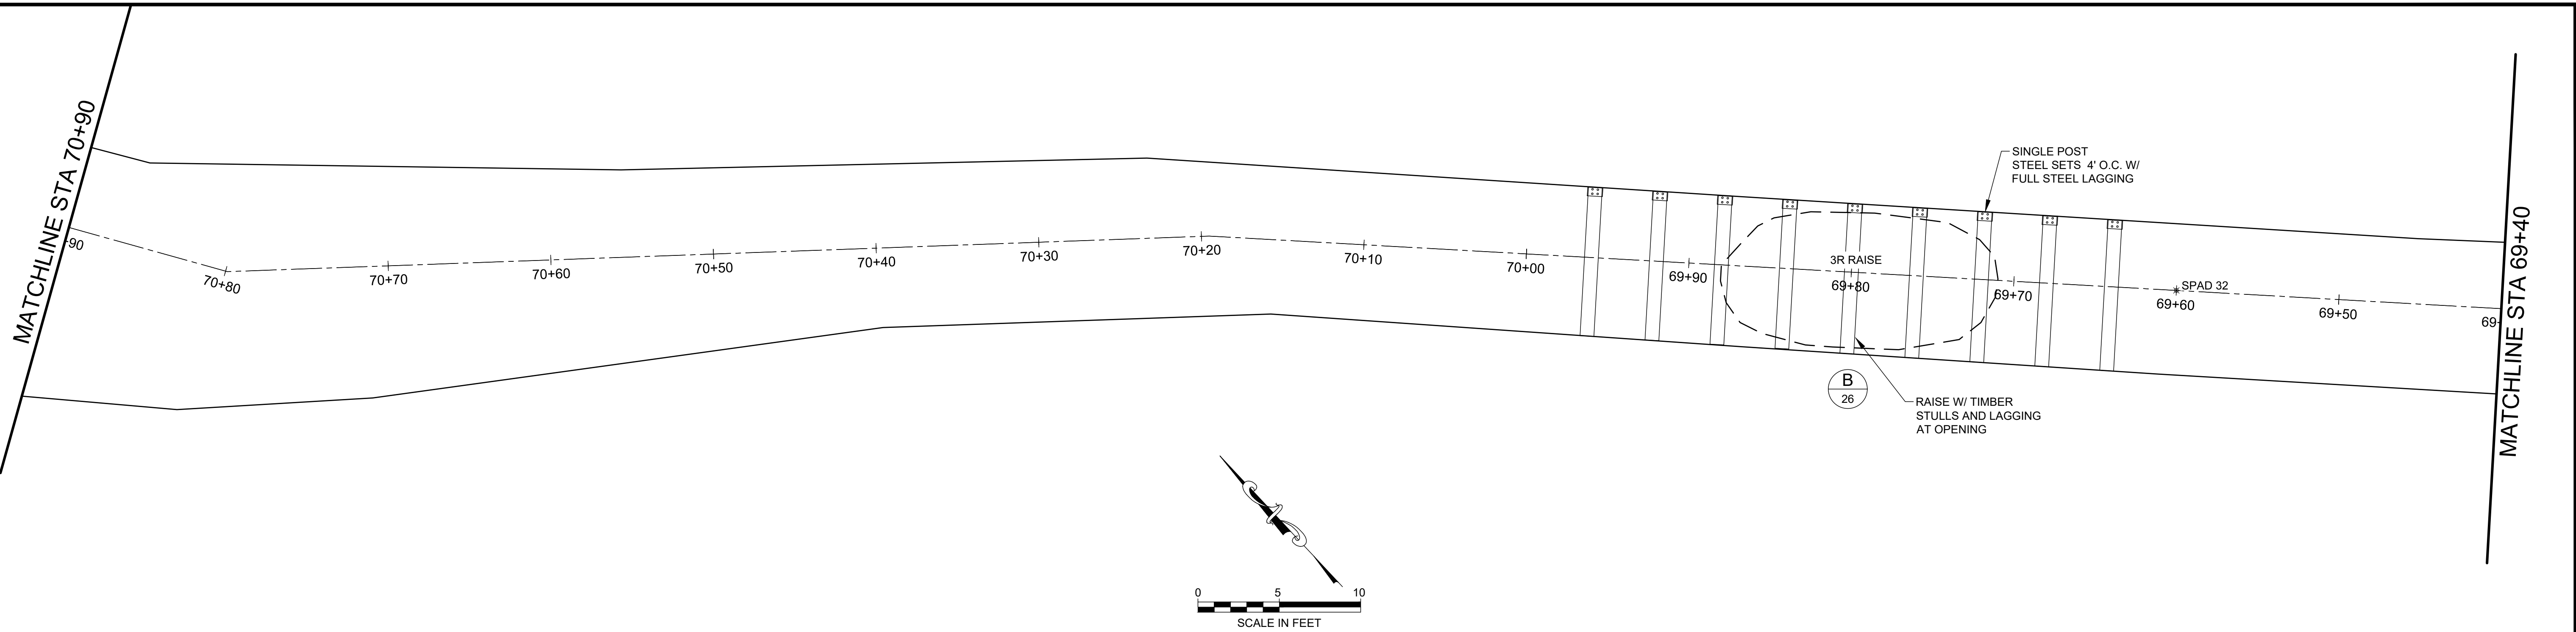 MATCHLINE STA 70+90
+90
70+80
70+70
70+60
70+50
70+40
70+30
70+20
70+10
70+00
69+90
3R RAISE
69+80
69+70
SPAD 32
69+60
69+50
69+
MATCHLINE STA 69+40
SINGLE POST
STEEL SETS 4' O.C. W/
FULL STEEL LAGGING
B
26
RAISE W/ TIMBER
STULLS AND LAGGING
AT OPENING
0 5 10
SCALE IN FEET